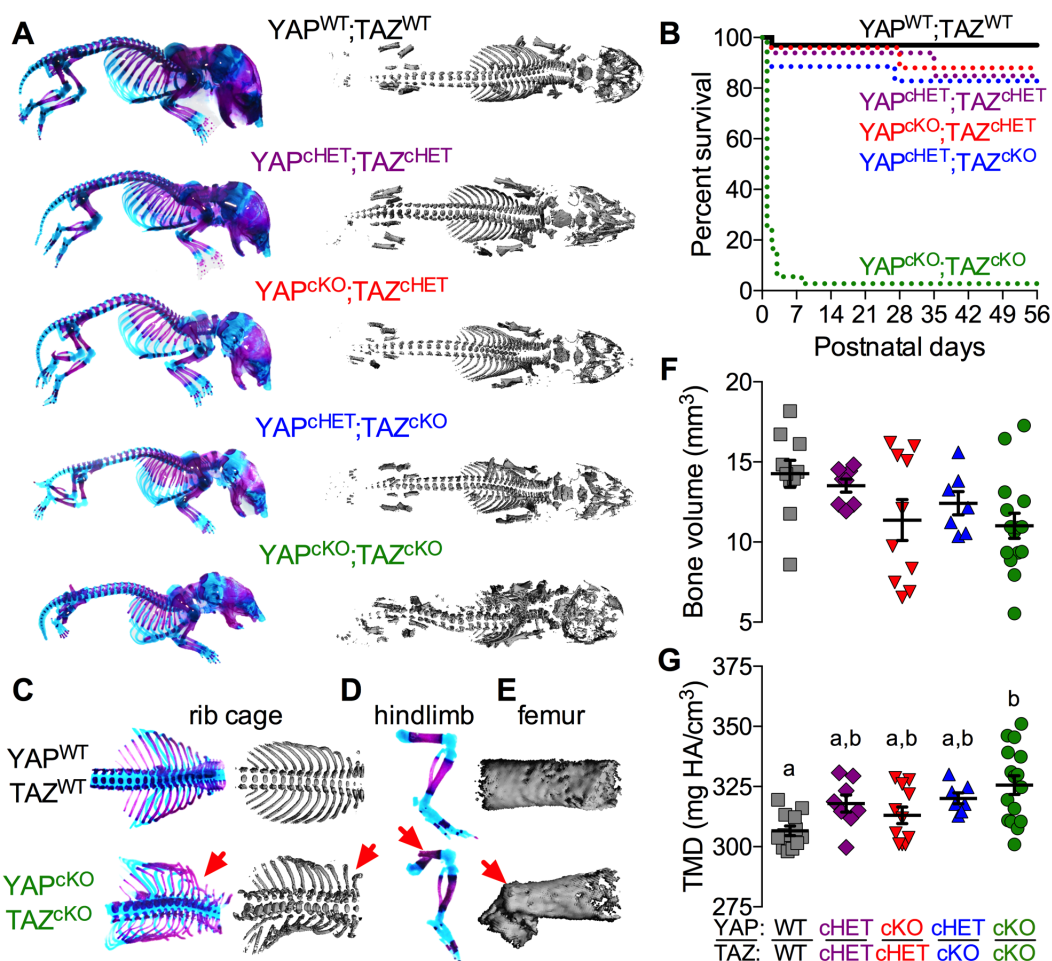 A
YAPWT;TAZWT
YAPcHET;TAZcHET
YAPcKO;TAZcHET
YAPcHET;TAZcKO
YAPcKO;TAZcKO
B
YAPWT;TAZWT
100
80
60
40
20
0
Percent survival
YAPcHET;TAZcHET
YAPcKO;TAZcHET
YAPcHET;TAZcKO
YAPcKO;TAZcKO
0 7 14 21 28 35 42 49 56
Postnatal days
C
rib cage
D
hindlimb
E
femur
YAPWT
TAZWT
YAPcKO
TAZcKO
F
20
15
10
5
Bone volume (mm3)
G
375
350
325
300
275
TMD (mg HA/cm3)
a
a,b
a,b
a,b
b
YAP: WT cHET cKO cHET cKO
TAZ: WT cHET cHET cKO cKO